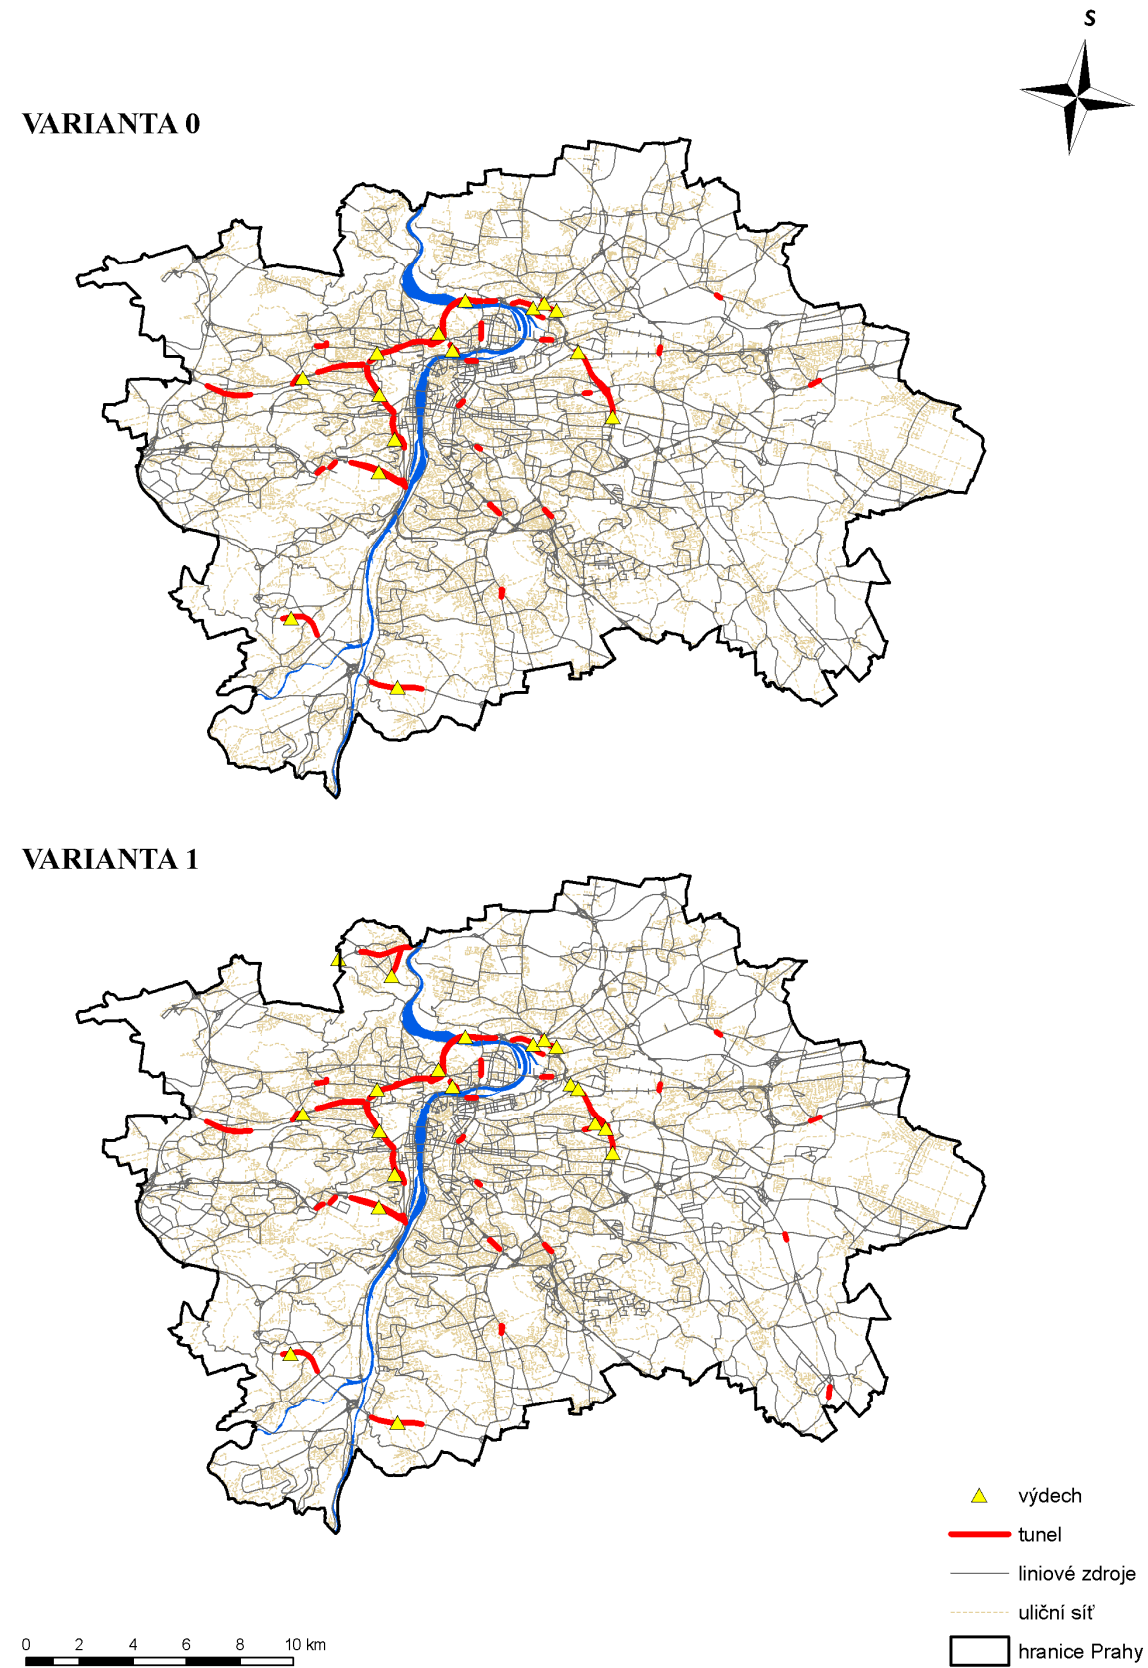 S
VARIANTA 0
VARIANTA 1
výdech
tunel
liniové zdroje
uliční síť
hranice Prahy
0 2 4 6 8 10 km